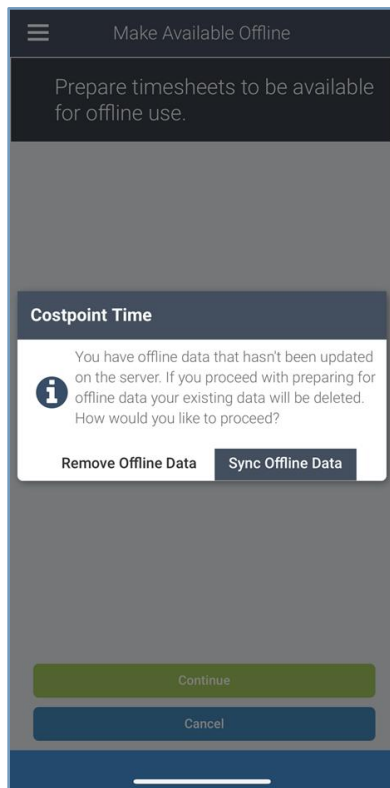 Make Available Offline
Prepare timesheets to be available
for offline use.
Costpoint Time
You have offline data that hasn't been updated
on the server. If you proceed with preparing for
offline data your existing data will be deleted.
How would you like to proceed?
Remove Offline Data Sync Offline Data
Continue
Cancel